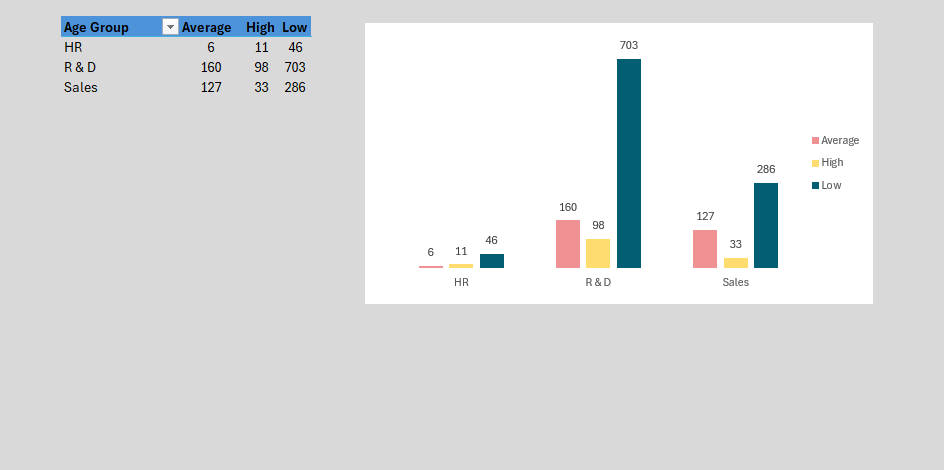 Age Group Average High Low
HR 6 11 46
R & D 160 98 703
Sales 127 33 286
703
286
160
127
98
33
46
11
6
HR R & D Sales
Average
High
Low